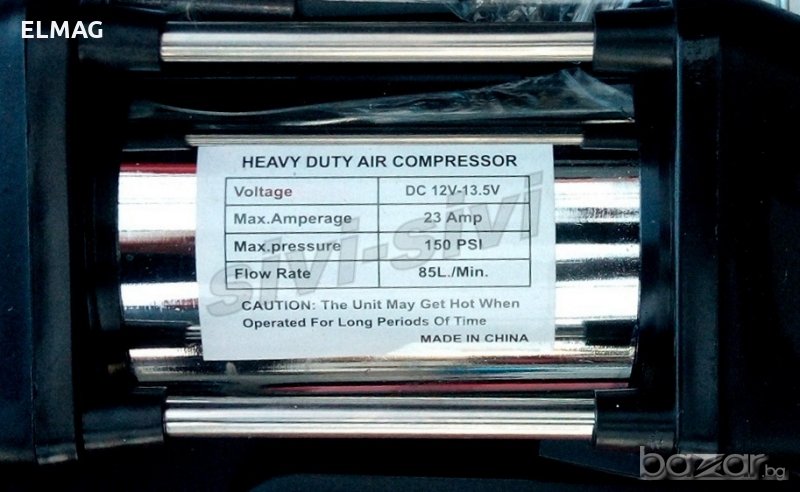 ELMAG
HEAVY DUTY AIR COMPRESSOR
Voltage DC 12V-13.5V
Max.Amperage 23 Amp
Max.pressure 150 PSI
Flow Rate 85L./Min.
sivi-sivi
CAUTION: The Unit May Get Hot When
Operated For Long Periods Of Time
MADE IN CHINA
bazar.bg